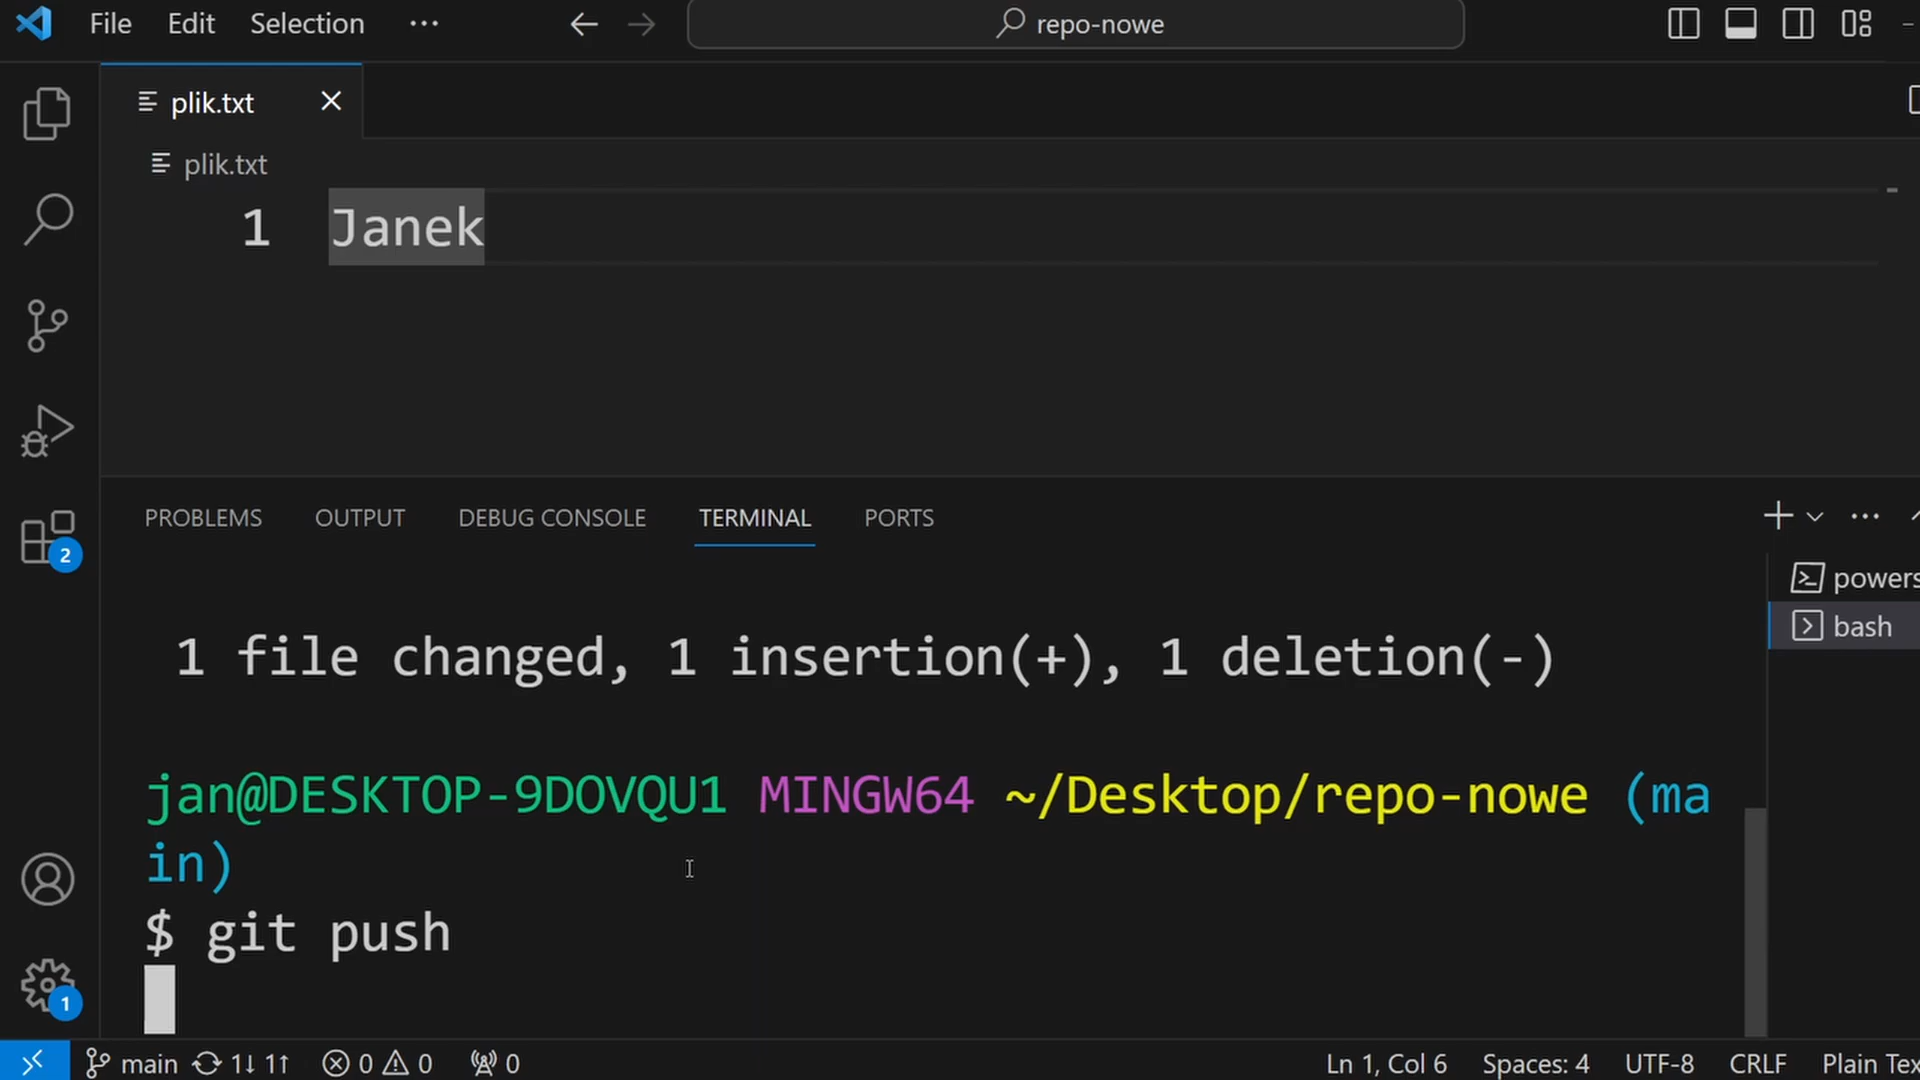 File Edit Selection ··· repo-nowe
plik.txt
plik.txt
1 Janek
PROBLEMS OUTPUT DEBUG CONSOLE TERMINAL PORTS
powers
bash
1 file changed, 1 insertion(+), 1 deletion(-)
jan@DESKTOP-9DOVQU1 MINGW64 ~/Desktop/repo-nowe (ma
in)
$ git push
2
1
main 1↓ 1↑ 0 0 0 Ln 1, Col 6 Spaces: 4 UTF-8 CRLF Plain Tex